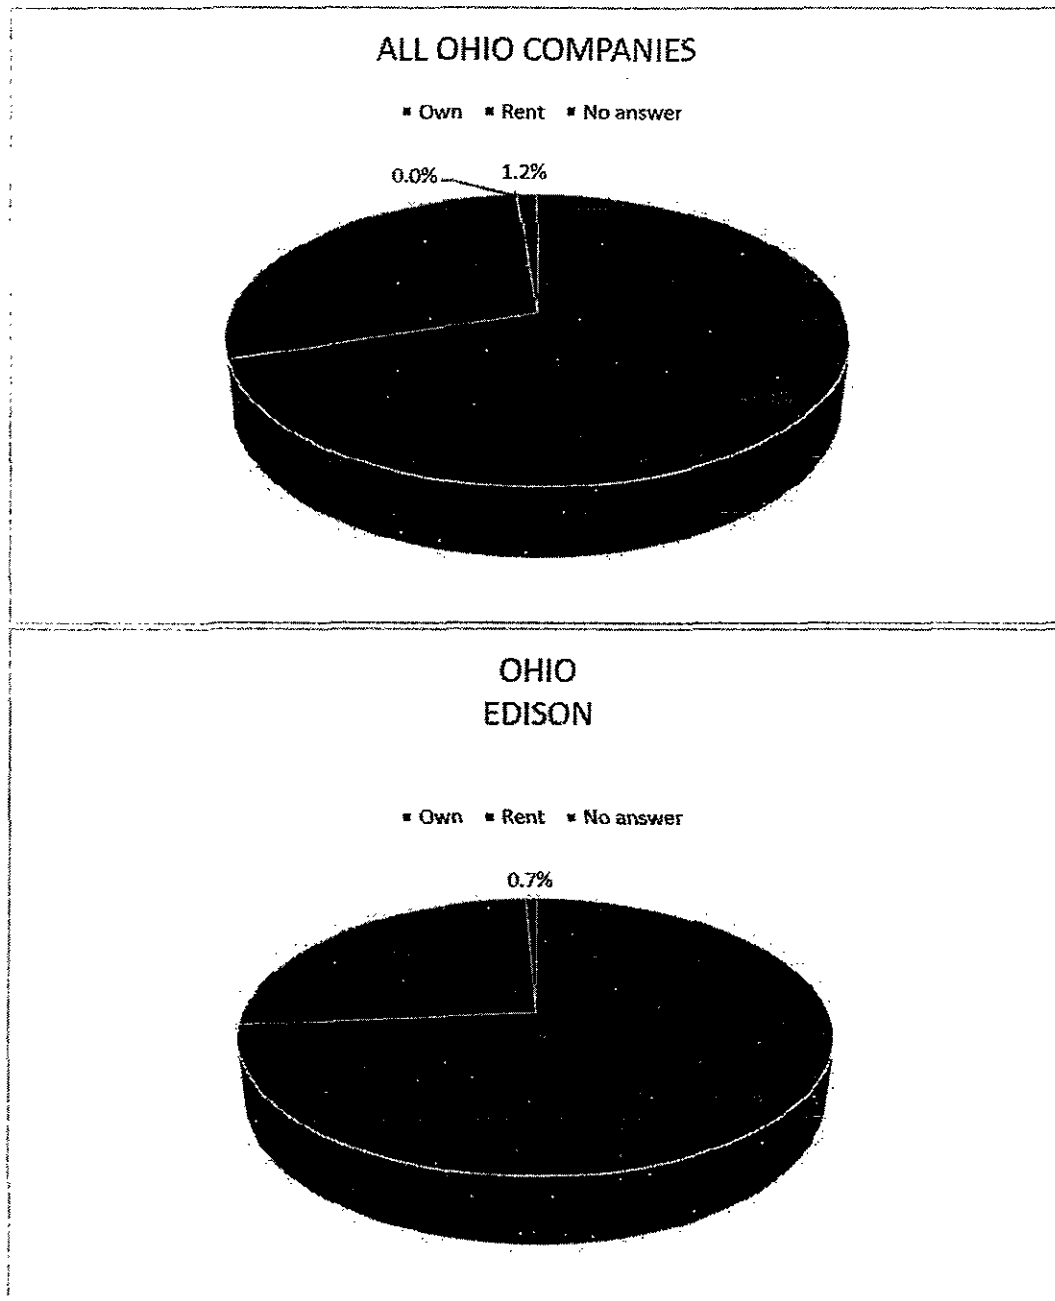 ALL OHIO COMPANIES
▪ Own ▪ Rent ▪ No answer
0.0% 1.2%
OHIO
EDISON
▪ Own ▪ Rent ▪ No answer
0.7%